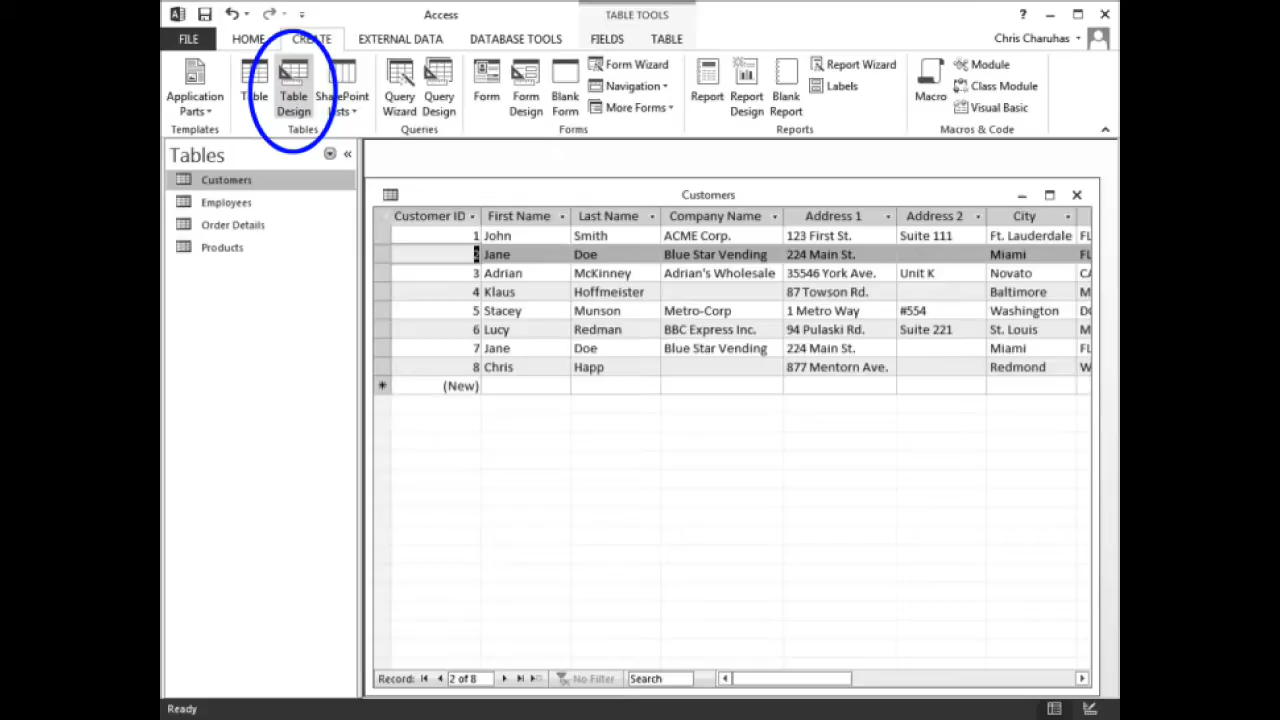 Access
TABLE TOOLS
?
FILE HOME CREATE EXTERNAL DATA DATABASE TOOLS FIELDS TABLE Chris Charuhas
Application Parts
Templates
Table
Table Design
SharePoint Lists
Tables
Query Wizard
Query Design
Queries
Form
Form Design
Blank Form
Form Wizard
Navigation
More Forms
Forms
Report
Report Design
Blank Report
Report Wizard
Labels
Reports
Macro
Module
Class Module
Visual Basic
Macros & Code
Tables
Customers
Employees
Order Details
Products
Customers
Customer ID First Name Last Name Company Name Address 1 Address 2 City
1 John Smith ACME Corp. 123 First St. Suite 111 Ft. Lauderdale FL
2 Jane Doe Blue Star Vending 224 Main St. Miami FL
3 Adrian McKinney Adrian's Wholesale 35546 York Ave. Unit K Novato CA
4 Klaus Hoffmeister 87 Towson Rd. Baltimore M
5 Stacey Munson Metro-Corp 1 Metro Way #554 Washington DC
6 Lucy Redman BBC Express Inc. 94 Pulaski Rd. Suite 221 St. Louis M
7 Jane Doe Blue Star Vending 224 Main St. Miami FL
8 Chris Happ 877 Mentorn Ave. Redmond W
* (New)
Record: 2 of 8 No Filter Search
Ready